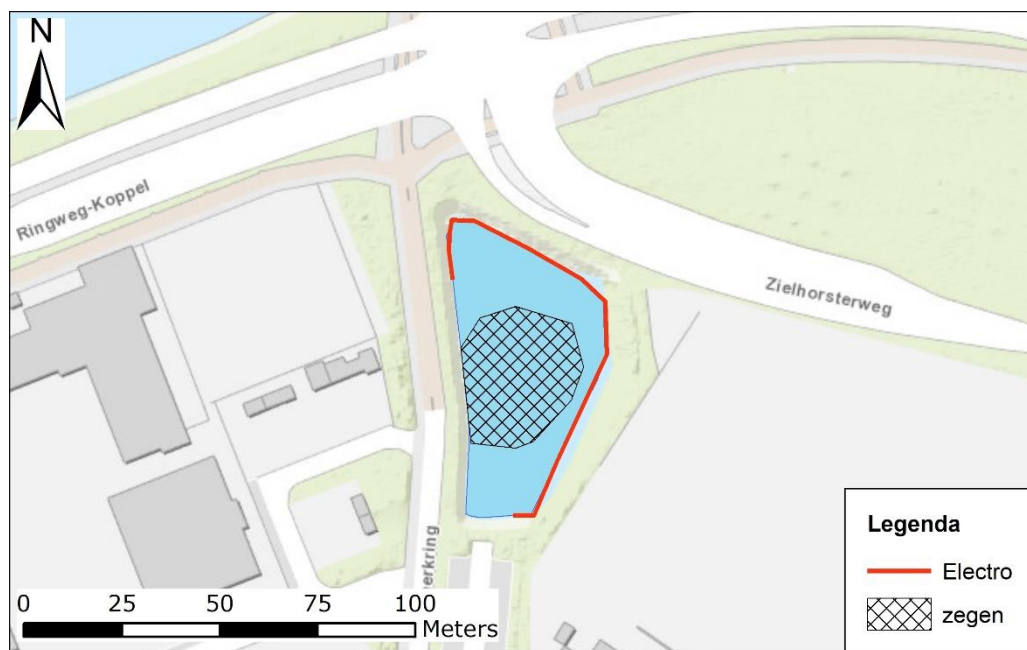 N
Ringweg-Koppel
Zielhorsterweg
erkring
Legenda
Electro
zegen
0 25 50 75 100
Meters